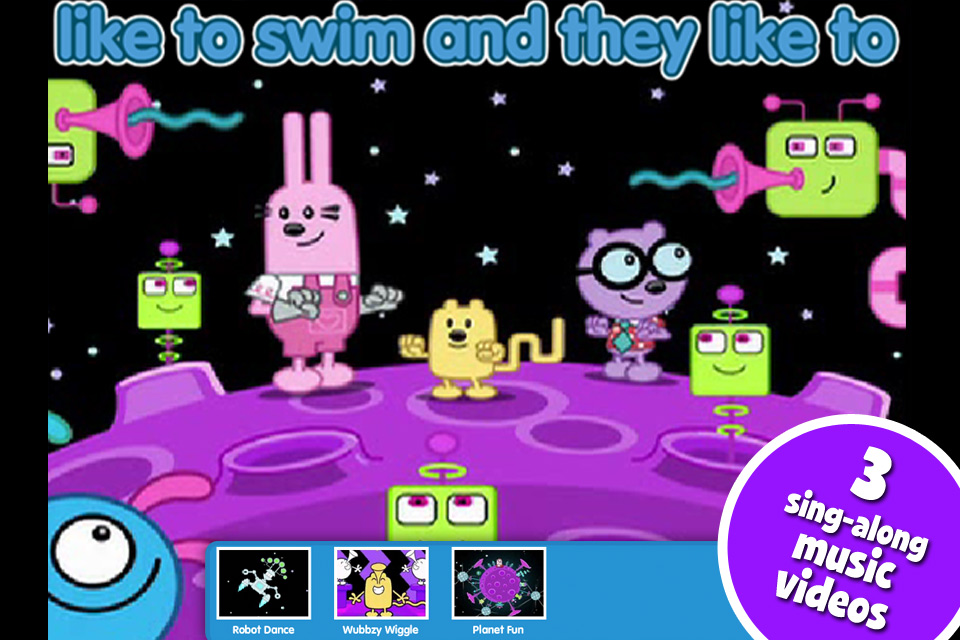 like to swim and they like to
3
sing-along
music
videos
Robot Dance
Wubbzy Wiggle
Planet Fun